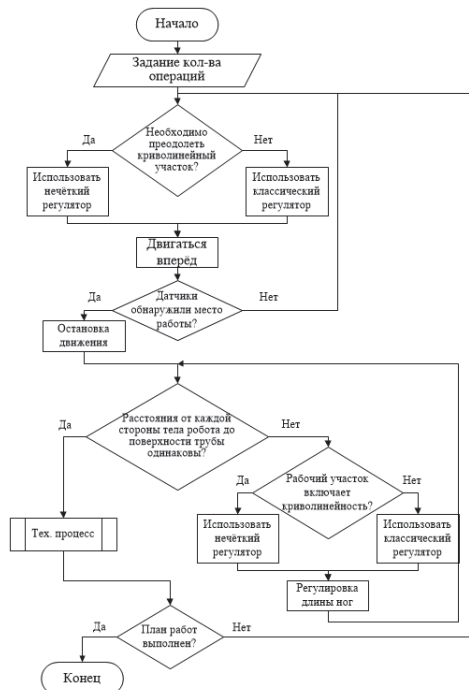 Начало
Задание кол-ва
операций
Необходимо
преодолеть
криволинейный
участок?
Да
Нет
Использовать
нечёткий
регулятор
Использовать
классический
регулятор
Двигаться
вперёд
Датчики
обнаружили место
работы?
Да
Нет
Остановка
движения
Расстояния от каждой
стороны тела робота до
поверхности трубы
одинаковы?
Да
Нет
Рабочий участок
включает
криволинейность?
Да
Нет
Тех. процесс
Использовать
нечёткий
регулятор
Использовать
классический
регулятор
Регулировка
длины ног
План работ
выполнен?
Да
Нет
Конец